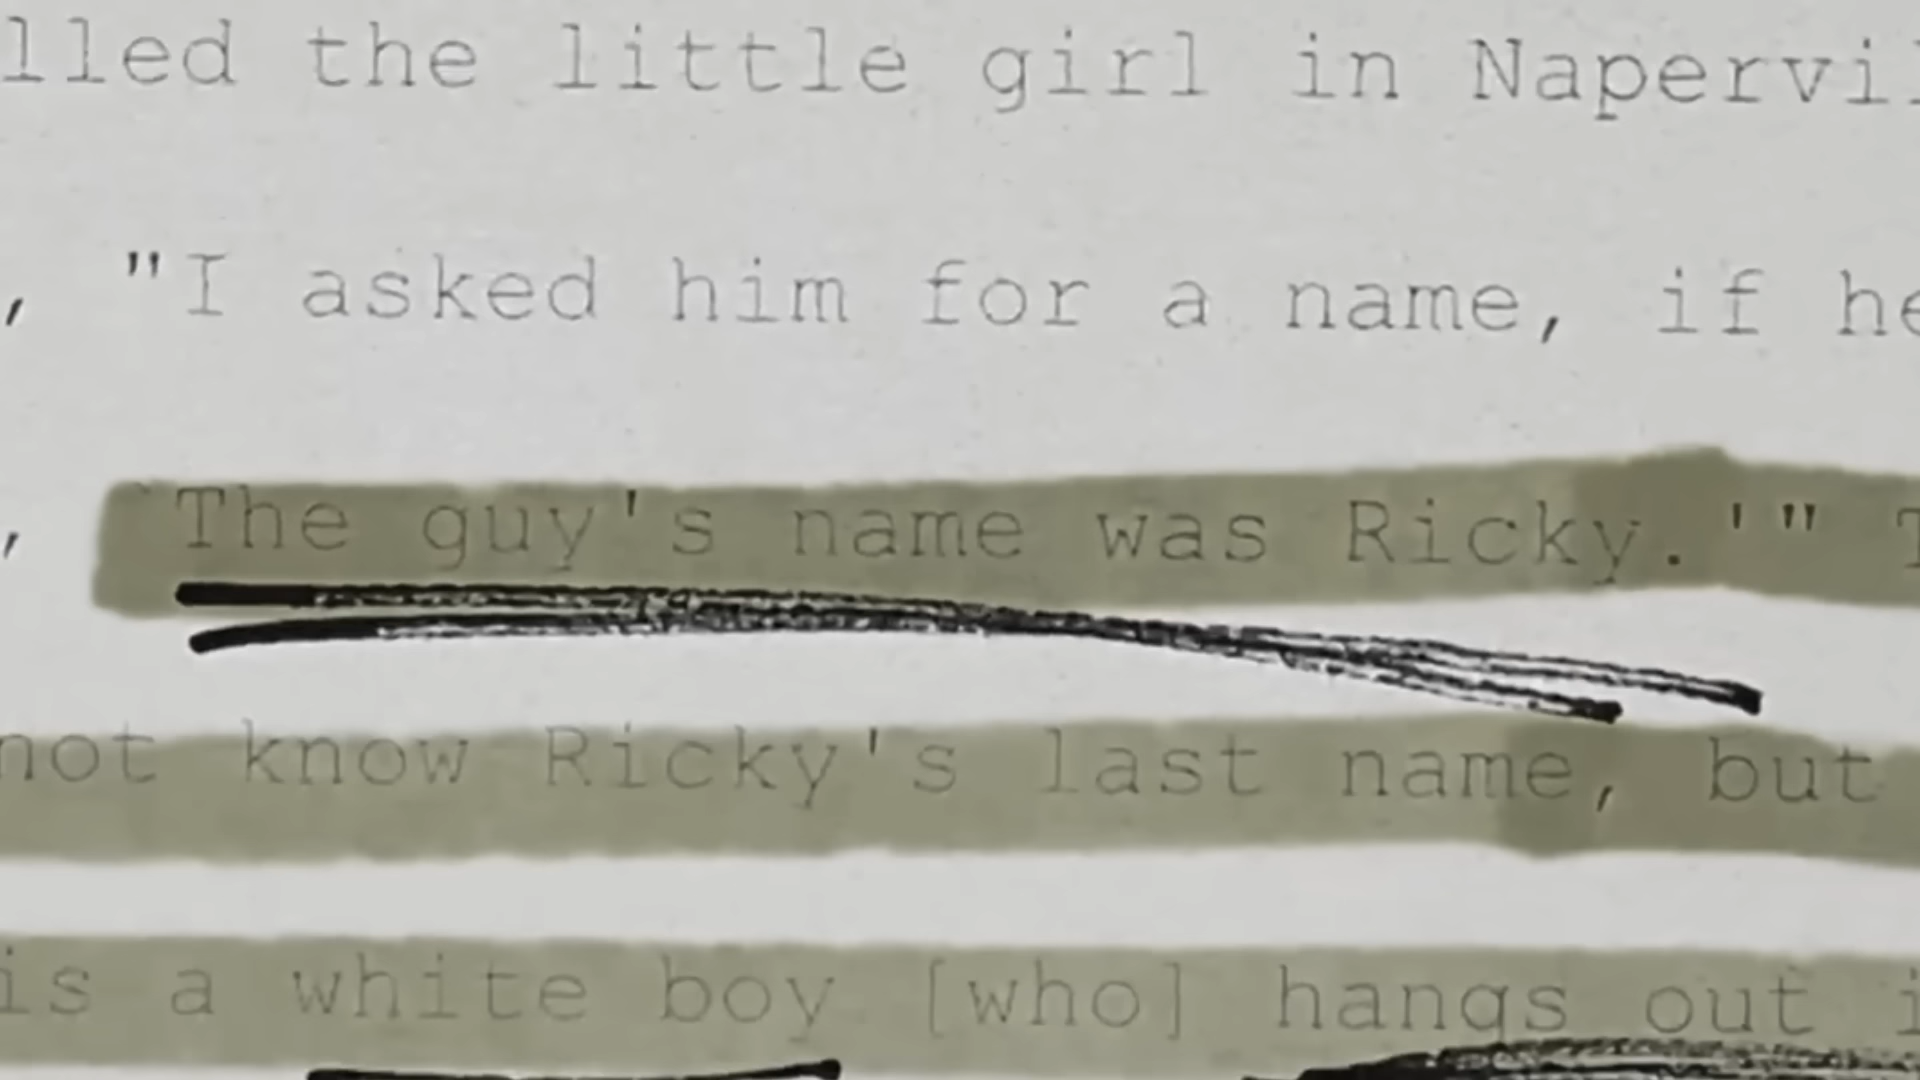 lled the little girl in Napervil
, "I asked him for a name, if he
, `The guy's name was Ricky.'" T
not know Ricky's last name, but
is a white boy [who] hangs out i